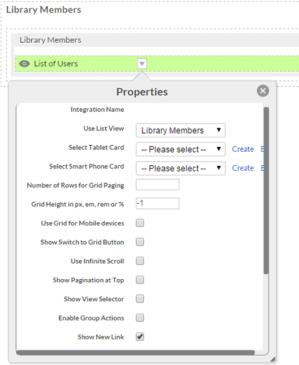 Library Members
Library Members
List of Users
Properties
Integration Name
Use List View Library Members
Select Tablet Card -- Please select -- Create
Select Smart Phone Card -- Please select -- Create
Number of Rows for Grid Paging
Grid Height in px, em, rem or % -1
Use Grid for Mobile devices
Show Switch to Grid Button
Use Infinite Scroll
Show Pagination at Top
Show View Selector
Enable Group Actions
Show New Link